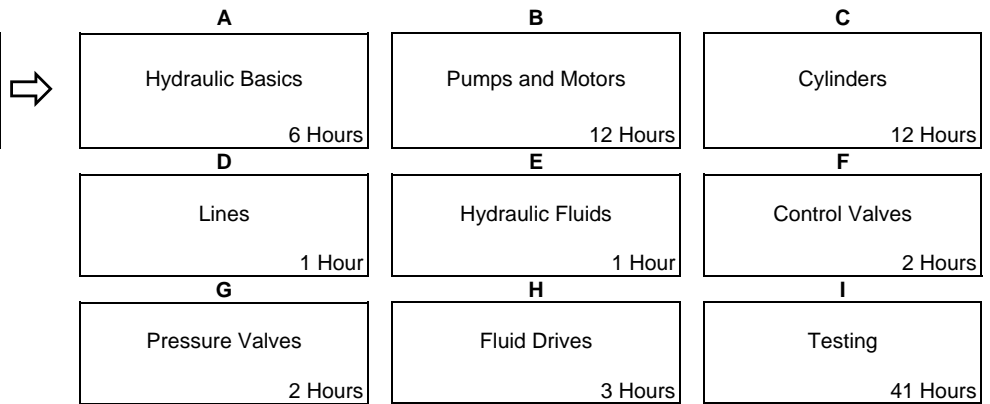 A B C
Hydraulic Basics Pumps and Motors Cylinders
6 Hours 12 Hours 12 Hours
D E F
Lines Hydraulic Fluids Control Valves
1 Hour 1 Hour 2 Hours
G H I
Pressure Valves Fluid Drives Testing
2 Hours 3 Hours 41 Hours